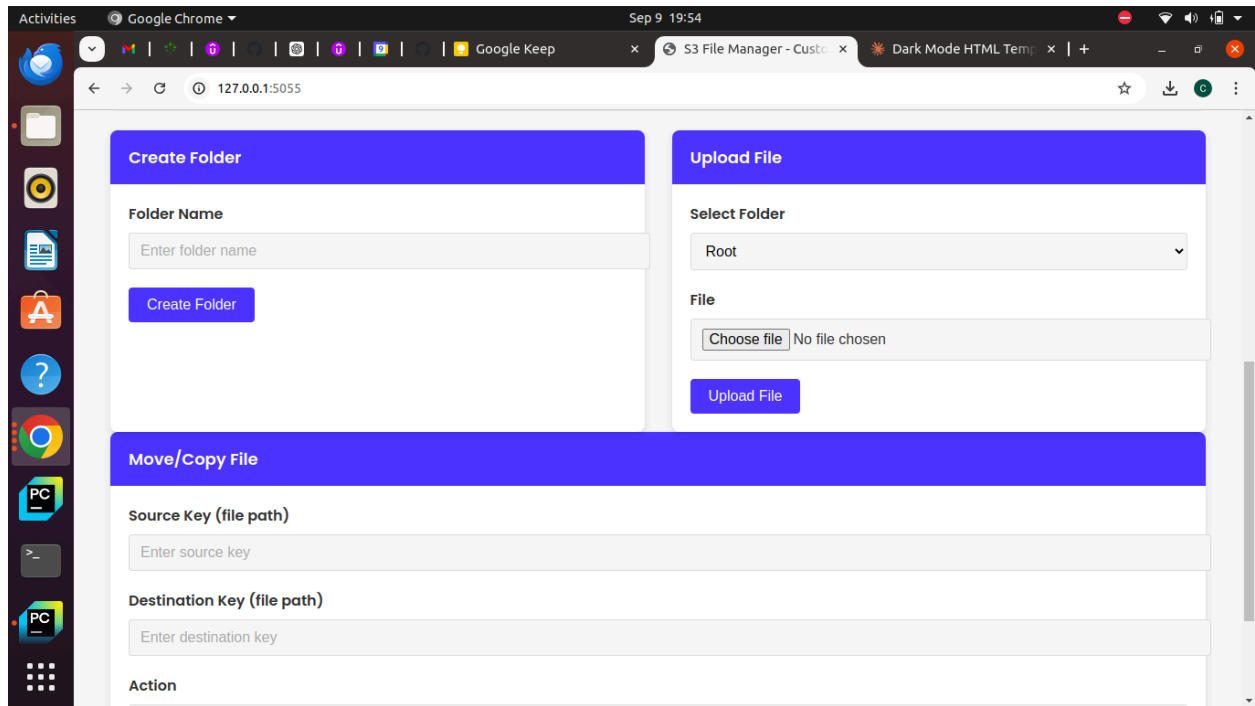 Activities
Google Chrome
Sep 9 19:54
Google Keep
S3 File Manager - Custo
Dark Mode HTML Temp
127.0.0.1:5055
C
Create Folder
Folder Name
Enter folder name
Create Folder
Upload File
Select Folder
Root
File
Choose file No file chosen
Upload File
Move/Copy File
Source Key (file path)
Enter source key
Destination Key (file path)
Enter destination key
Action
PC
PC